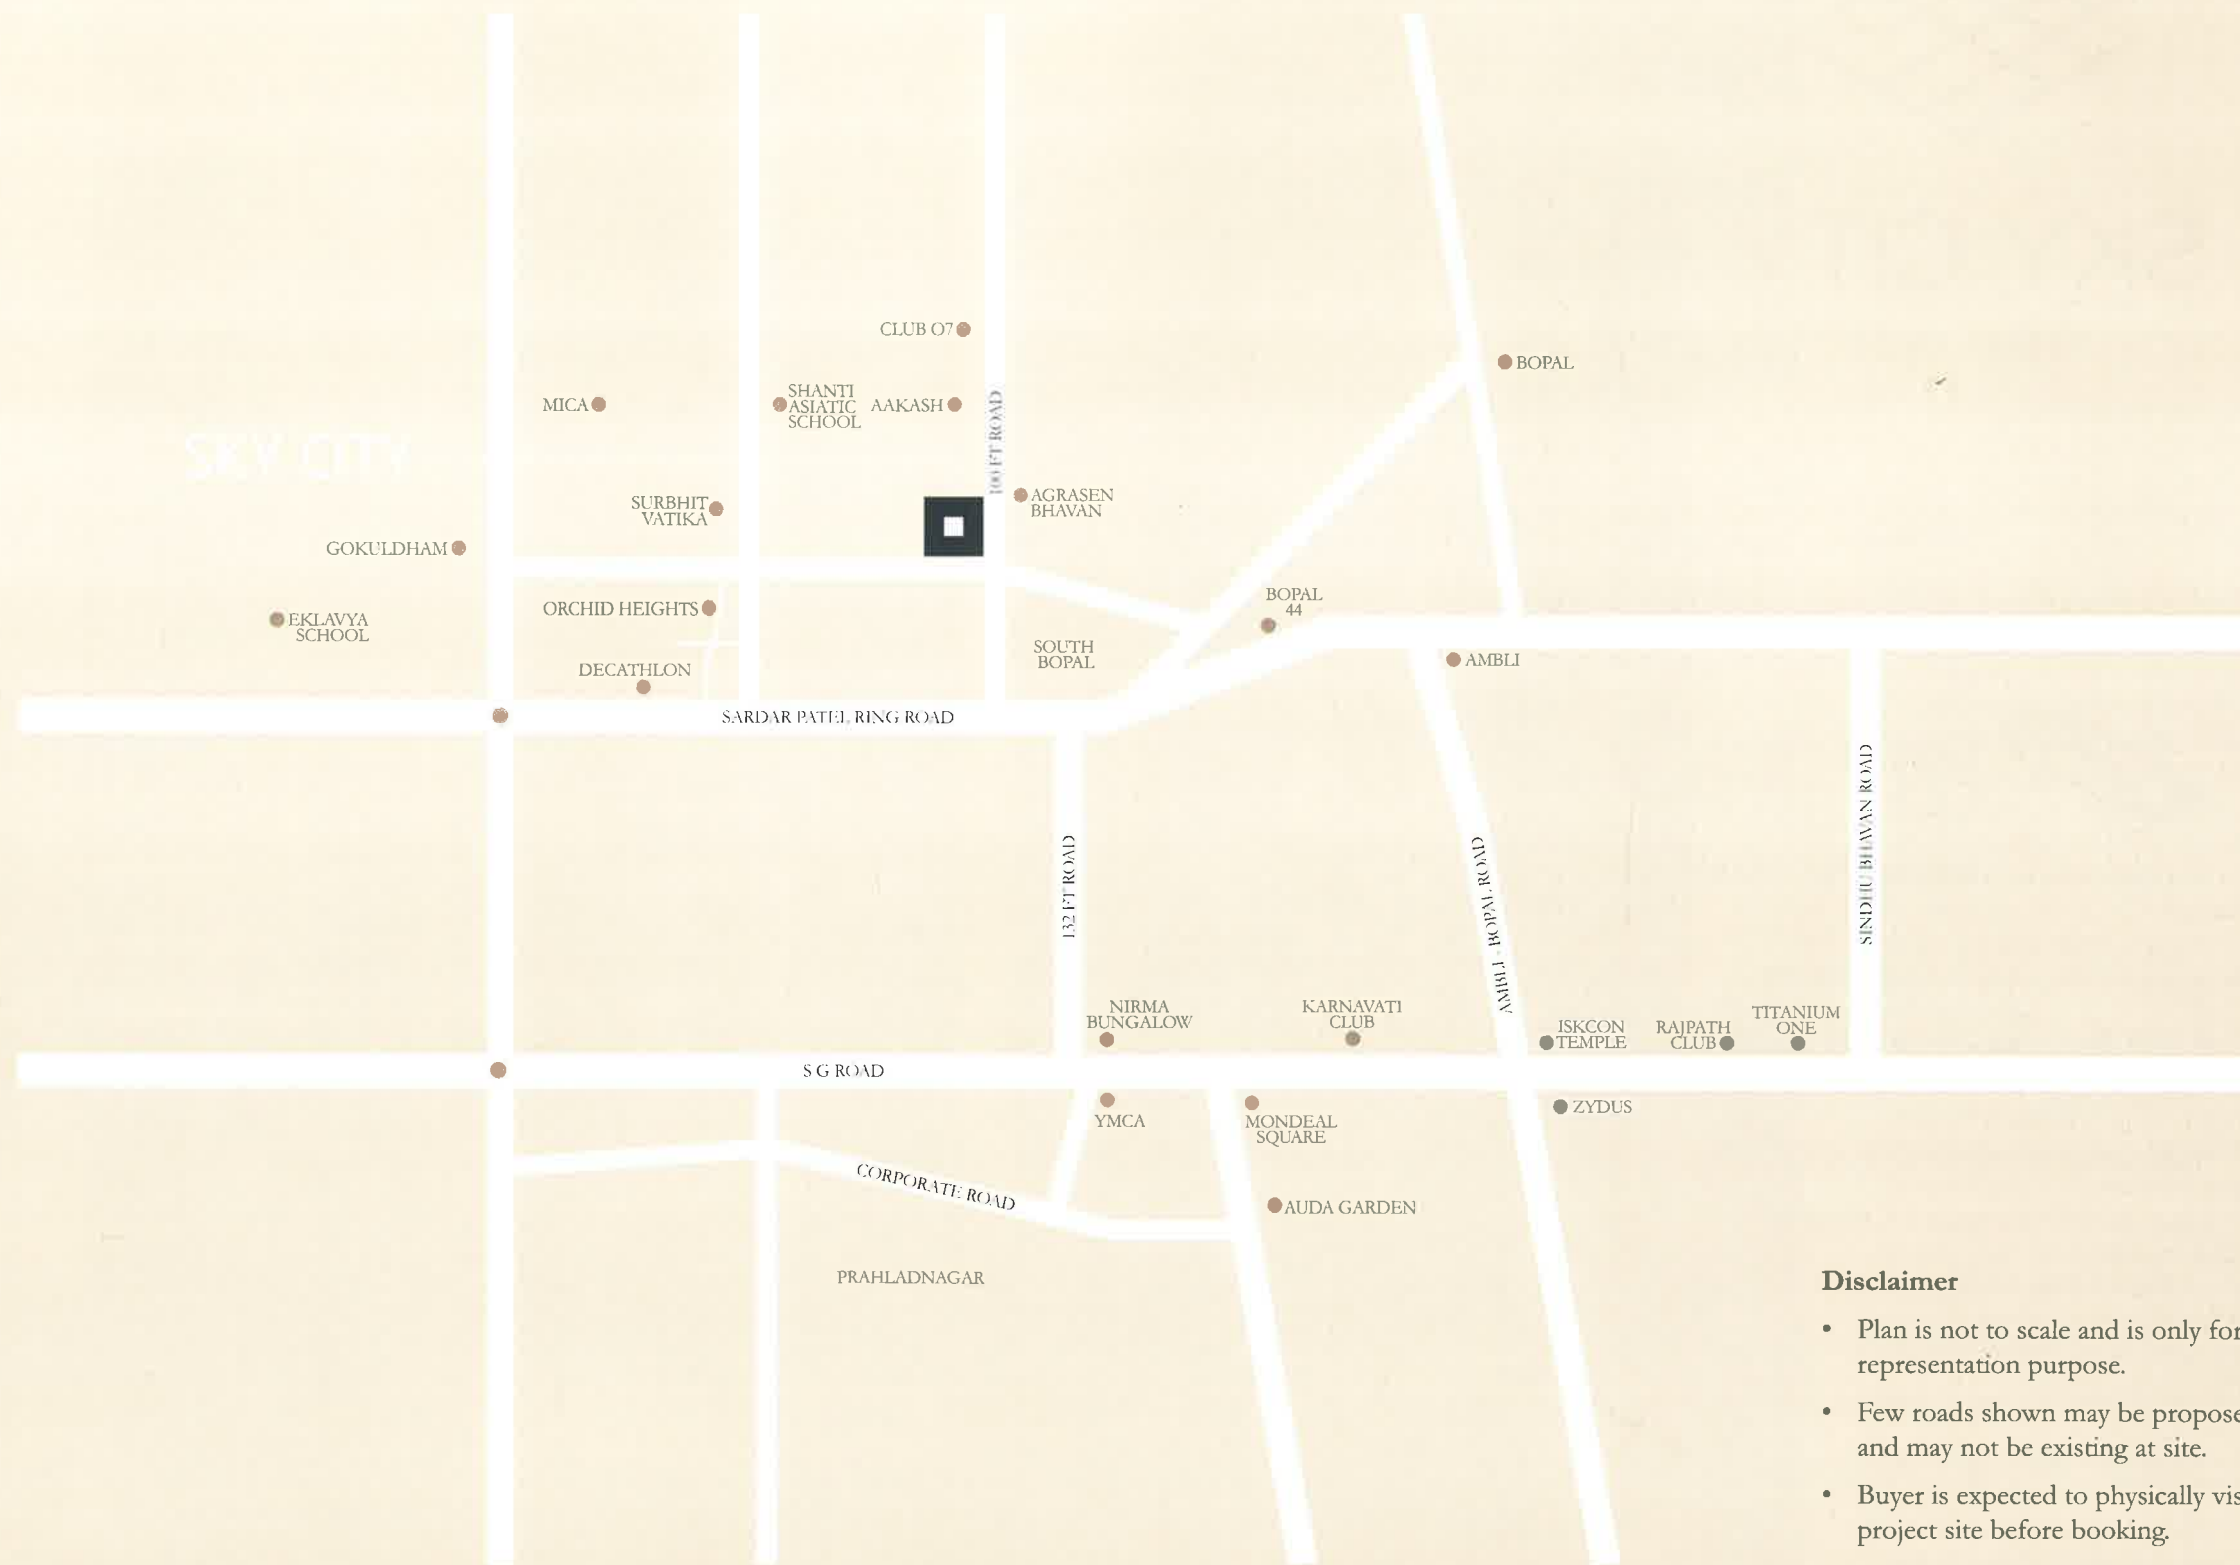 CLUB O7
BOPAL
SHANTI
ASIATIC
SCHOOL
MICA
AAKASH
100 FT ROAD
SKY CITY
AGRASEN
BHAVAN
SURBHIT
VATIKA
GOKULDHAM
BOPAL
44
ORCHID HEIGHTS
EKLAVYA
SCHOOL
SOUTH
BOPAL
AMBLI
DECATHLON
SARDAR PATEL RING ROAD
132 FT ROAD
AMBLI - BOPAL ROAD
SINDHU BHAVAN ROAD
NIRMA
BUNGALOW
KARNAVATI
CLUB
ISKCON
TEMPLE
RAJPATH
CLUB
TITANIUM
ONE
S G ROAD
YMCA
MONDEAL
SQUARE
ZYDUS
CORPORATE ROAD
AUDA GARDEN
PRAHLADNAGAR
Disclaimer
• Plan is not to scale and is only for
representation purpose.
• Few roads shown may be propose
and may not be existing at site.
• Buyer is expected to physically vis
project site before booking.